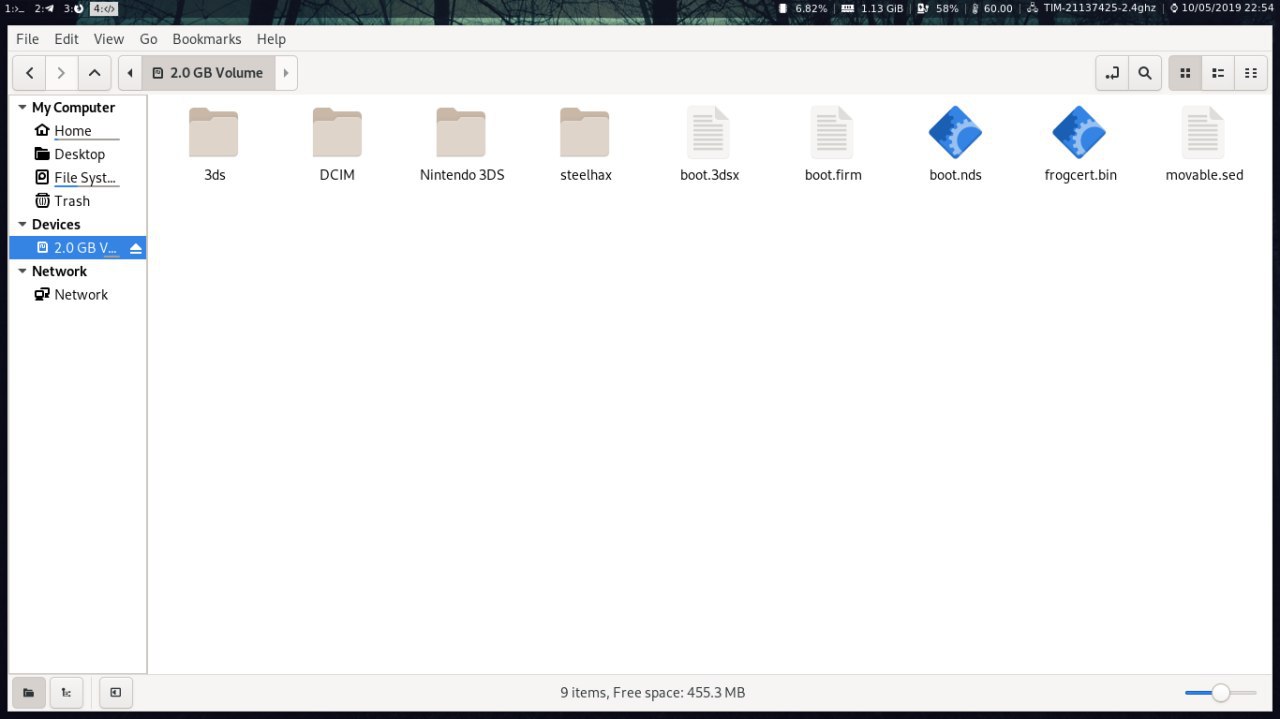 1:>_ 2: 3: 4:</> 6.82% | 1.13 GiB | 58% | 60.00 | TIM-21137425-2.4ghz | 10/05/2019 22:54
File Edit View Go Bookmarks Help
2.0 GB Volume
My Computer
Home
Desktop
File Syst...
Trash
Devices
2.0 GB V...
Network
Network
3ds DCIM Nintendo 3DS steelhax boot.3dsx boot.firm boot.nds frogcert.bin movable.sed
9 items, Free space: 455.3 MB